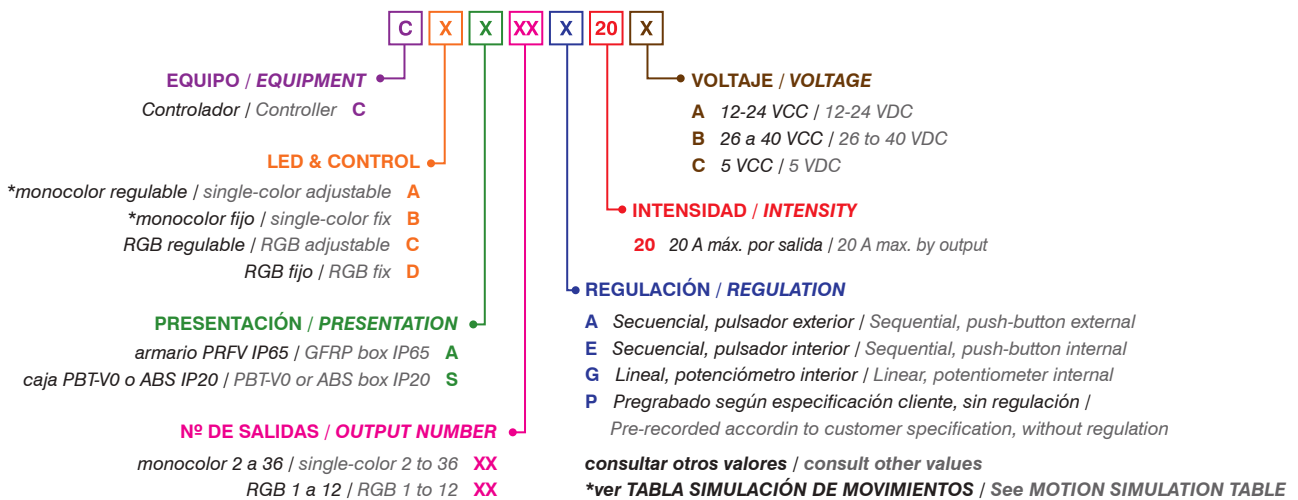 C X X XX X 20 X
EQUIPO / EQUIPMENT
Controlador / Controller C
LED & CONTROL
*monocolor regulable / single-color adjustable A
*monocolor fijo / single-color fix B
RGB regulable / RGB adjustable C
RGB fijo / RGB fix D
PRESENTACIÓN / PRESENTATION
armario PRFV IP65 / GFRP box IP65 A
caja PBT-V0 o ABS IP20 / PBT-V0 or ABS box IP20 S
Nº DE SALIDAS / OUTPUT NUMBER
monocolor 2 a 36 / single-color 2 to 36 XX
RGB 1 a 12 / RGB 1 to 12 XX
VOLTAJE / VOLTAGE
A 12-24 VCC / 12-24 VDC
B 26 a 40 VCC / 26 to 40 VDC
C 5 VCC / 5 VDC
INTENSIDAD / INTENSITY
20 20 A máx. por salida / 20 A max. by output
REGULACIÓN / REGULATION
A Secuencial, pulsador exterior / Sequential, push-button external
E Secuencial, pulsador interior / Sequential, push-button internal
G Lineal, potenciómetro interior / Linear, potentiometer internal
P Pregrabado según especificación cliente, sin regulación /
Pre-recorded accordin to customer specification, without regulation
consultar otros valores / consult other values
*ver TABLA SIMULACIÓN DE MOVIMIENTOS / See MOTION SIMULATION TABLE